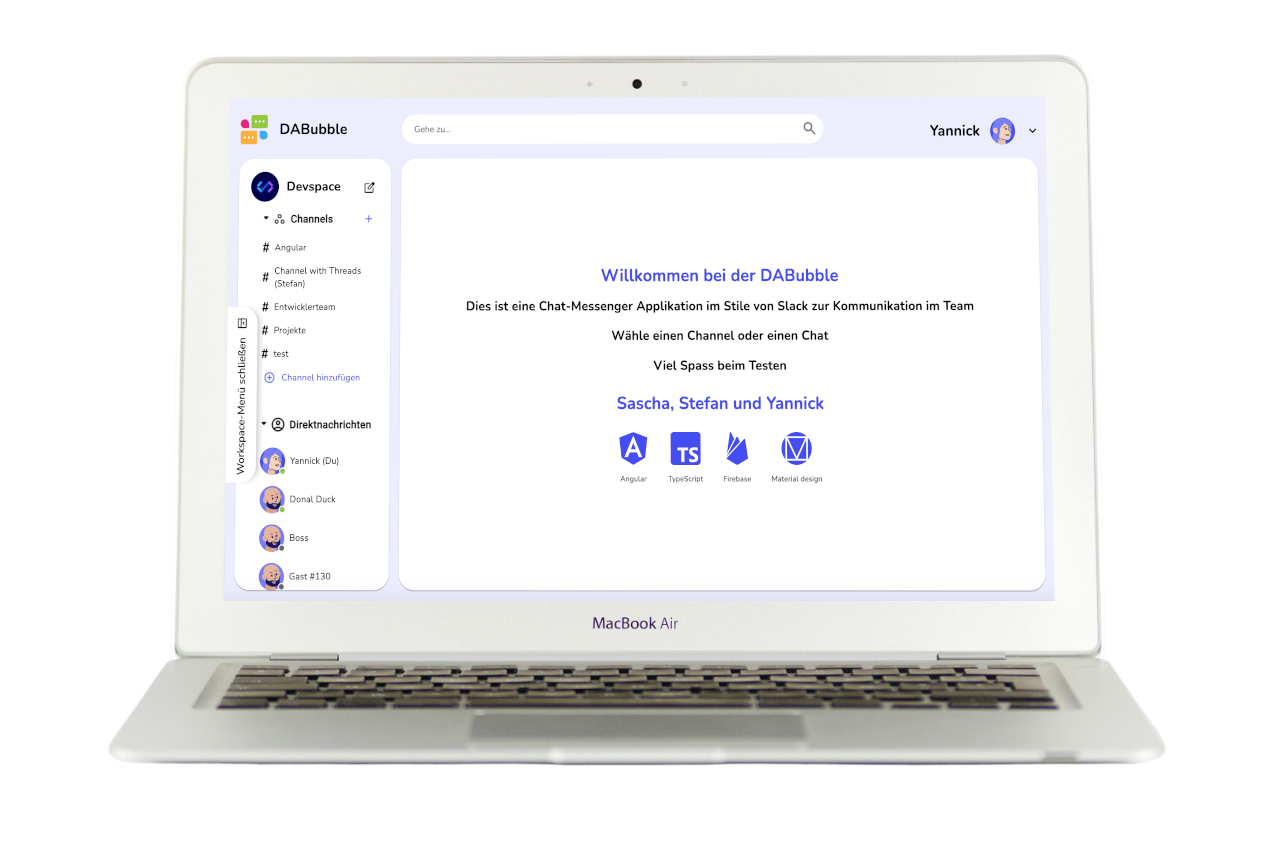 DABubble
Gehe zu...
Yannick
Devspace
Channels
+
# Angular
# Channel with Threads
(Stefan)
# Entwicklerteam
# Projekte
# test
Channel hinzufügen
Workspace-Menü schließen
Direktnachrichten
Yannick (Du)
Donal Duck
Boss
Gast #130
Willkommen bei der DABubble
Dies ist eine Chat-Messenger Applikation im Stile von Slack zur Kommunikation im Team
Wähle einen Channel oder einen Chat
Viel Spass beim Testen
Sascha, Stefan und Yannick
A
TS
Angular
TypeScript
Firebase
Material design
MacBook Air